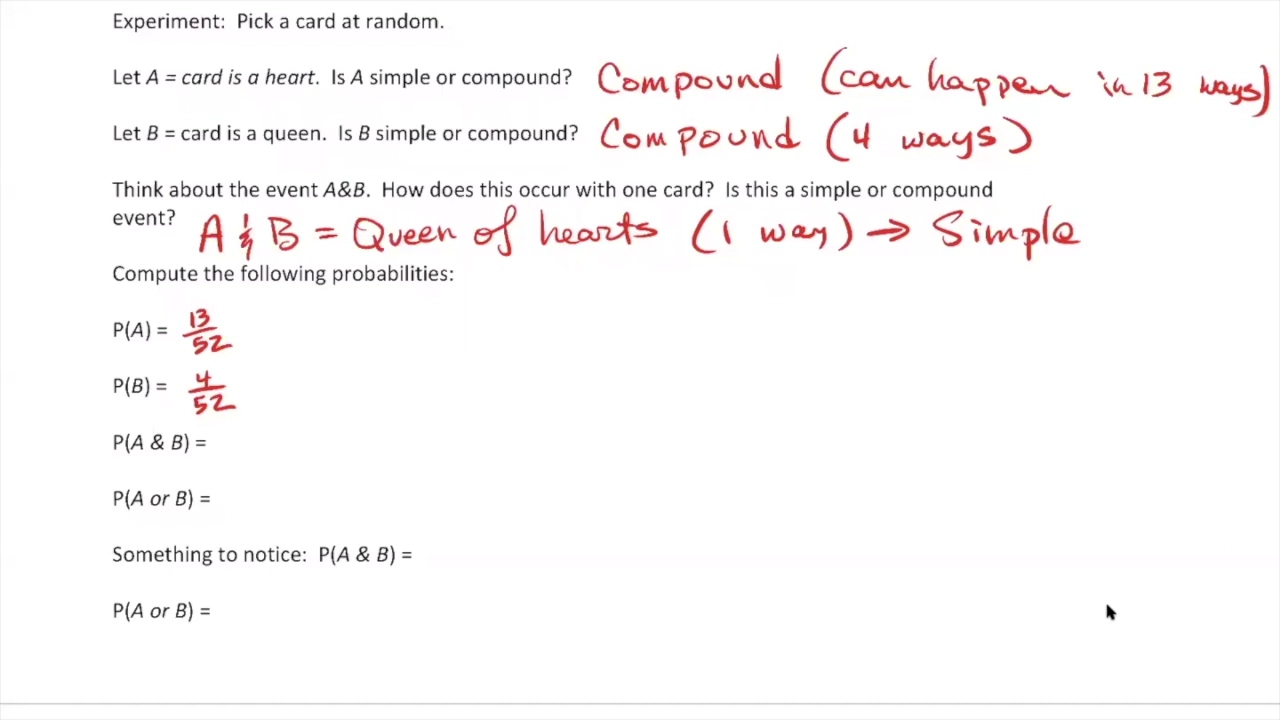 Experiment: Pick a card at random.
Let A = card is a heart. Is A simple or compound? Compound (can happen in 13 ways)
Let B = card is a queen. Is B simple or compound? Compound (4 ways)
Think about the event A&B. How does this occur with one card? Is this a simple or compound
event? A & B = Queen of hearts (1 way) → Simple
Compute the following probabilities:
P(A) = 13/52
P(B) = 4/52
P(A & B) =
P(A or B) =
Something to notice: P(A & B) =
P(A or B) =